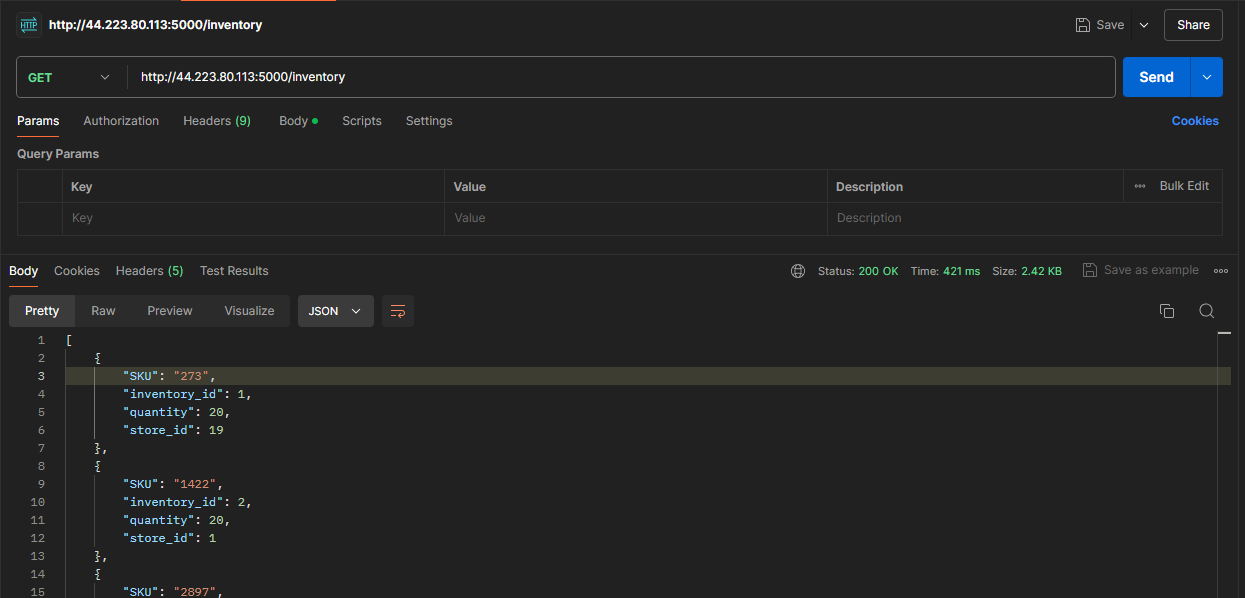 HTTP http://44.223.80.113:5000/inventory Save Share
GET http://44.223.80.113:5000/inventory Send
Params Authorization Headers (9) Body Scripts Settings Cookies
Query Params
Key Value Description Bulk Edit
Key Value Description
Body Cookies Headers (5) Test Results Status: 200 OK Time: 421 ms Size: 2.42 KB Save as example
Pretty Raw Preview Visualize JSON
1 [
2 {
3 "SKU": "273",
4 "inventory_id": 1,
5 "quantity": 20,
6 "store_id": 19
7 },
8 {
9 "SKU": "1422",
10 "inventory_id": 2,
11 "quantity": 20,
12 "store_id": 1
13 },
14 {
15 "SKU": "2897",